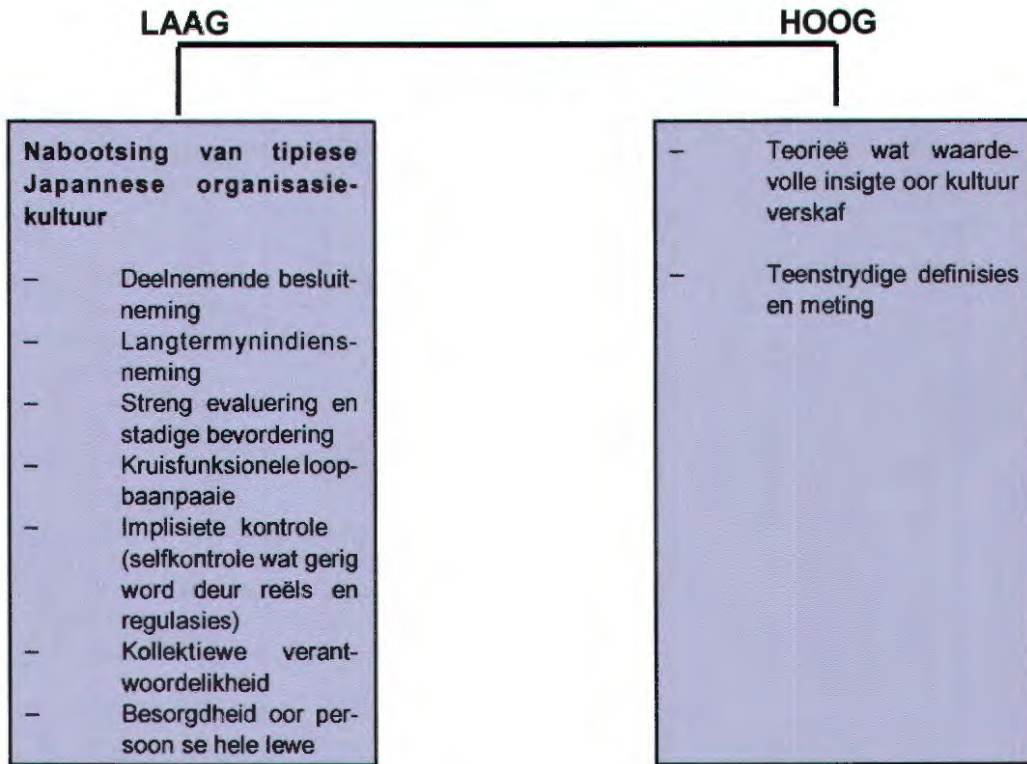 LAAG
HOOG
Nabootsing van tipiese
Japannese organisasie-
kultuur
– Deelnemende besluit-
neming
– Langtermynindiens-
neming
– Streng evaluering en
stadige bevordering
– Kruisfunksionele loop-
baanpaaie
– Implisiete kontrole
(selfkontrole wat gerig
word deur reëls en
regulasies)
– Kollektiewe verant-
woordelikheid
– Besorgdheid oor per-
soon se hele lewe
– Teorieë wat waarde-
volle insigte oor kultuur
verskaf
– Teenstrydige definisies
en meting